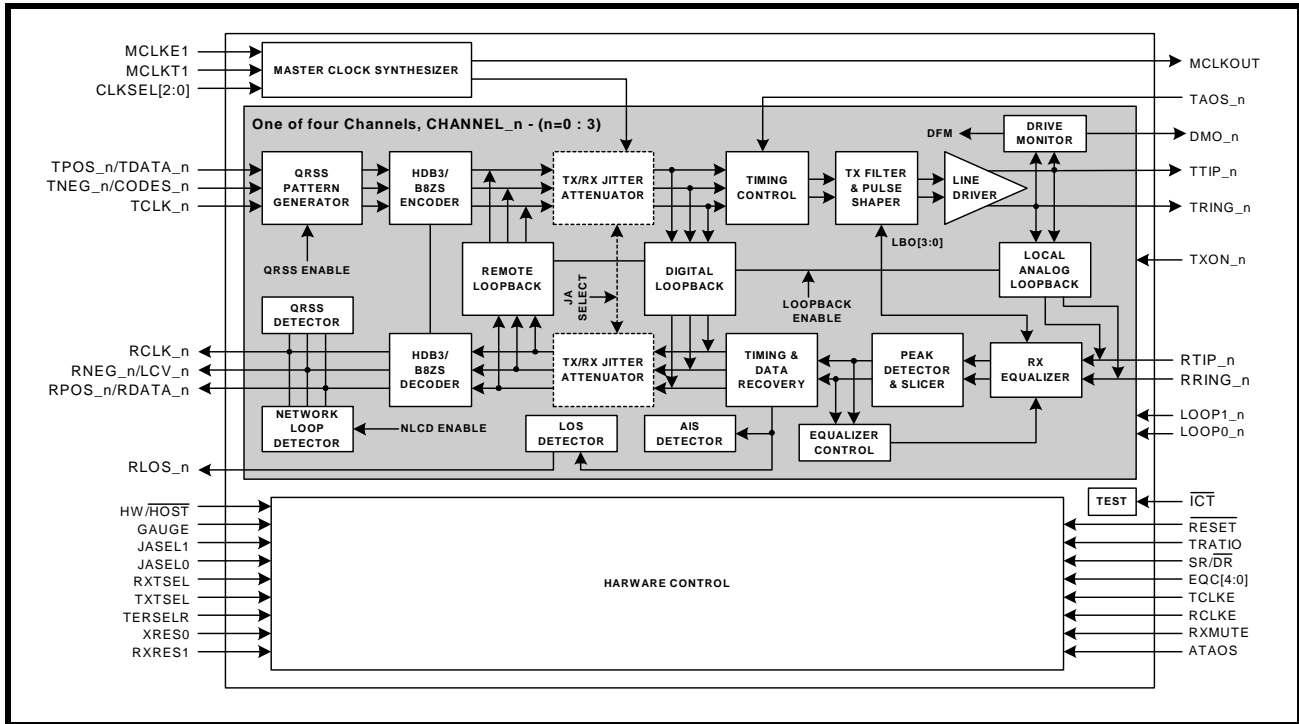 MCLKE1
MCLKT1
CLKSEL[2:0]
MASTER CLOCK SYNTHESIZER
MCLKOUT
TAOS_n
One of four Channels, CHANNEL_n - (n=0 : 3)
DFM
DRIVE
MONITOR
DMO_n
TPOS_n/TDATA_n
TNEG_n/CODES_n
TCLK_n
QRSS
PATTERN
GENERATOR
HDB3/
B8ZS
ENCODER
TX/RX JITTER
ATTENUATOR
TIMING
CONTROL
TX FILTER
& PULSE
SHAPER
LINE
DRIVER
TTIP_n
TRING_n
LBO[3:0]
QRSS ENABLE
REMOTE
LOOPBACK
JA
SELECT
DIGITAL
LOOPBACK
LOOPBACK
ENABLE
LOCAL
ANALOG
LOOPBACK
TXON_n
QRSS
DETECTOR
RCLK_n
RNEG_n/LCV_n
RPOS_n/RDATA_n
HDB3/
B8ZS
DECODER
TX/RX JITTER
ATTENUATOR
TIMING &
DATA
RECOVERY
PEAK
DETECTOR
& SLICER
RX
EQUALIZER
RTIP_n
RRING_n
NETWORK
LOOP
DETECTOR
NLCD ENABLE
LOS
DETECTOR
AIS
DETECTOR
EQUALIZER
CONTROL
LOOP1_n
LOOP0_n
RLOS_n
TEST
ICT
HW/HOST
GAUGE
JASEL1
JASEL0
RXTSEL
TXTSEL
TERSELR
XRES0
RXRES1
HARWARE CONTROL
RESET
TRATIO
SR/DR
EQC[4:0]
TCLKE
RCLKE
RXMUTE
ATAOS